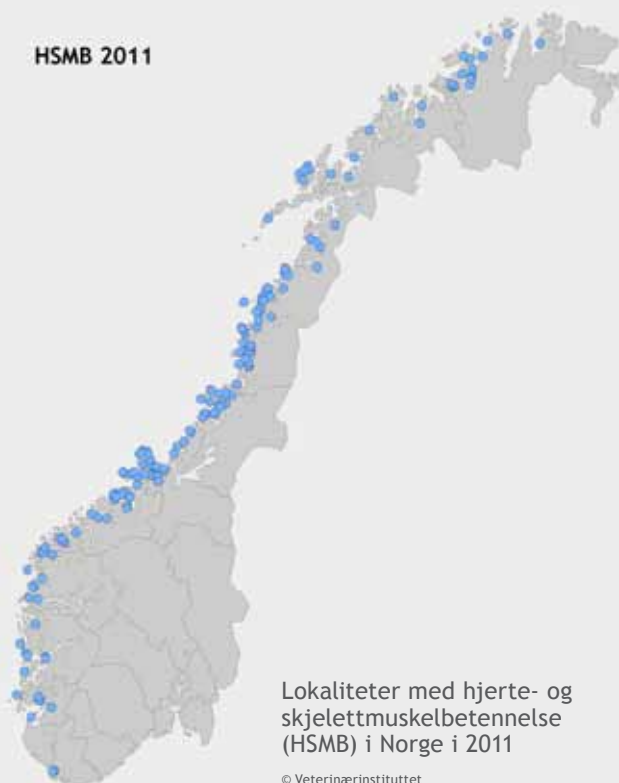 HSMB 2011
Lokaliteter med hjerte- og
skjelettmuskelbetennelse
(HSMB) i Norge i 2011
© Veterinærinstituttet